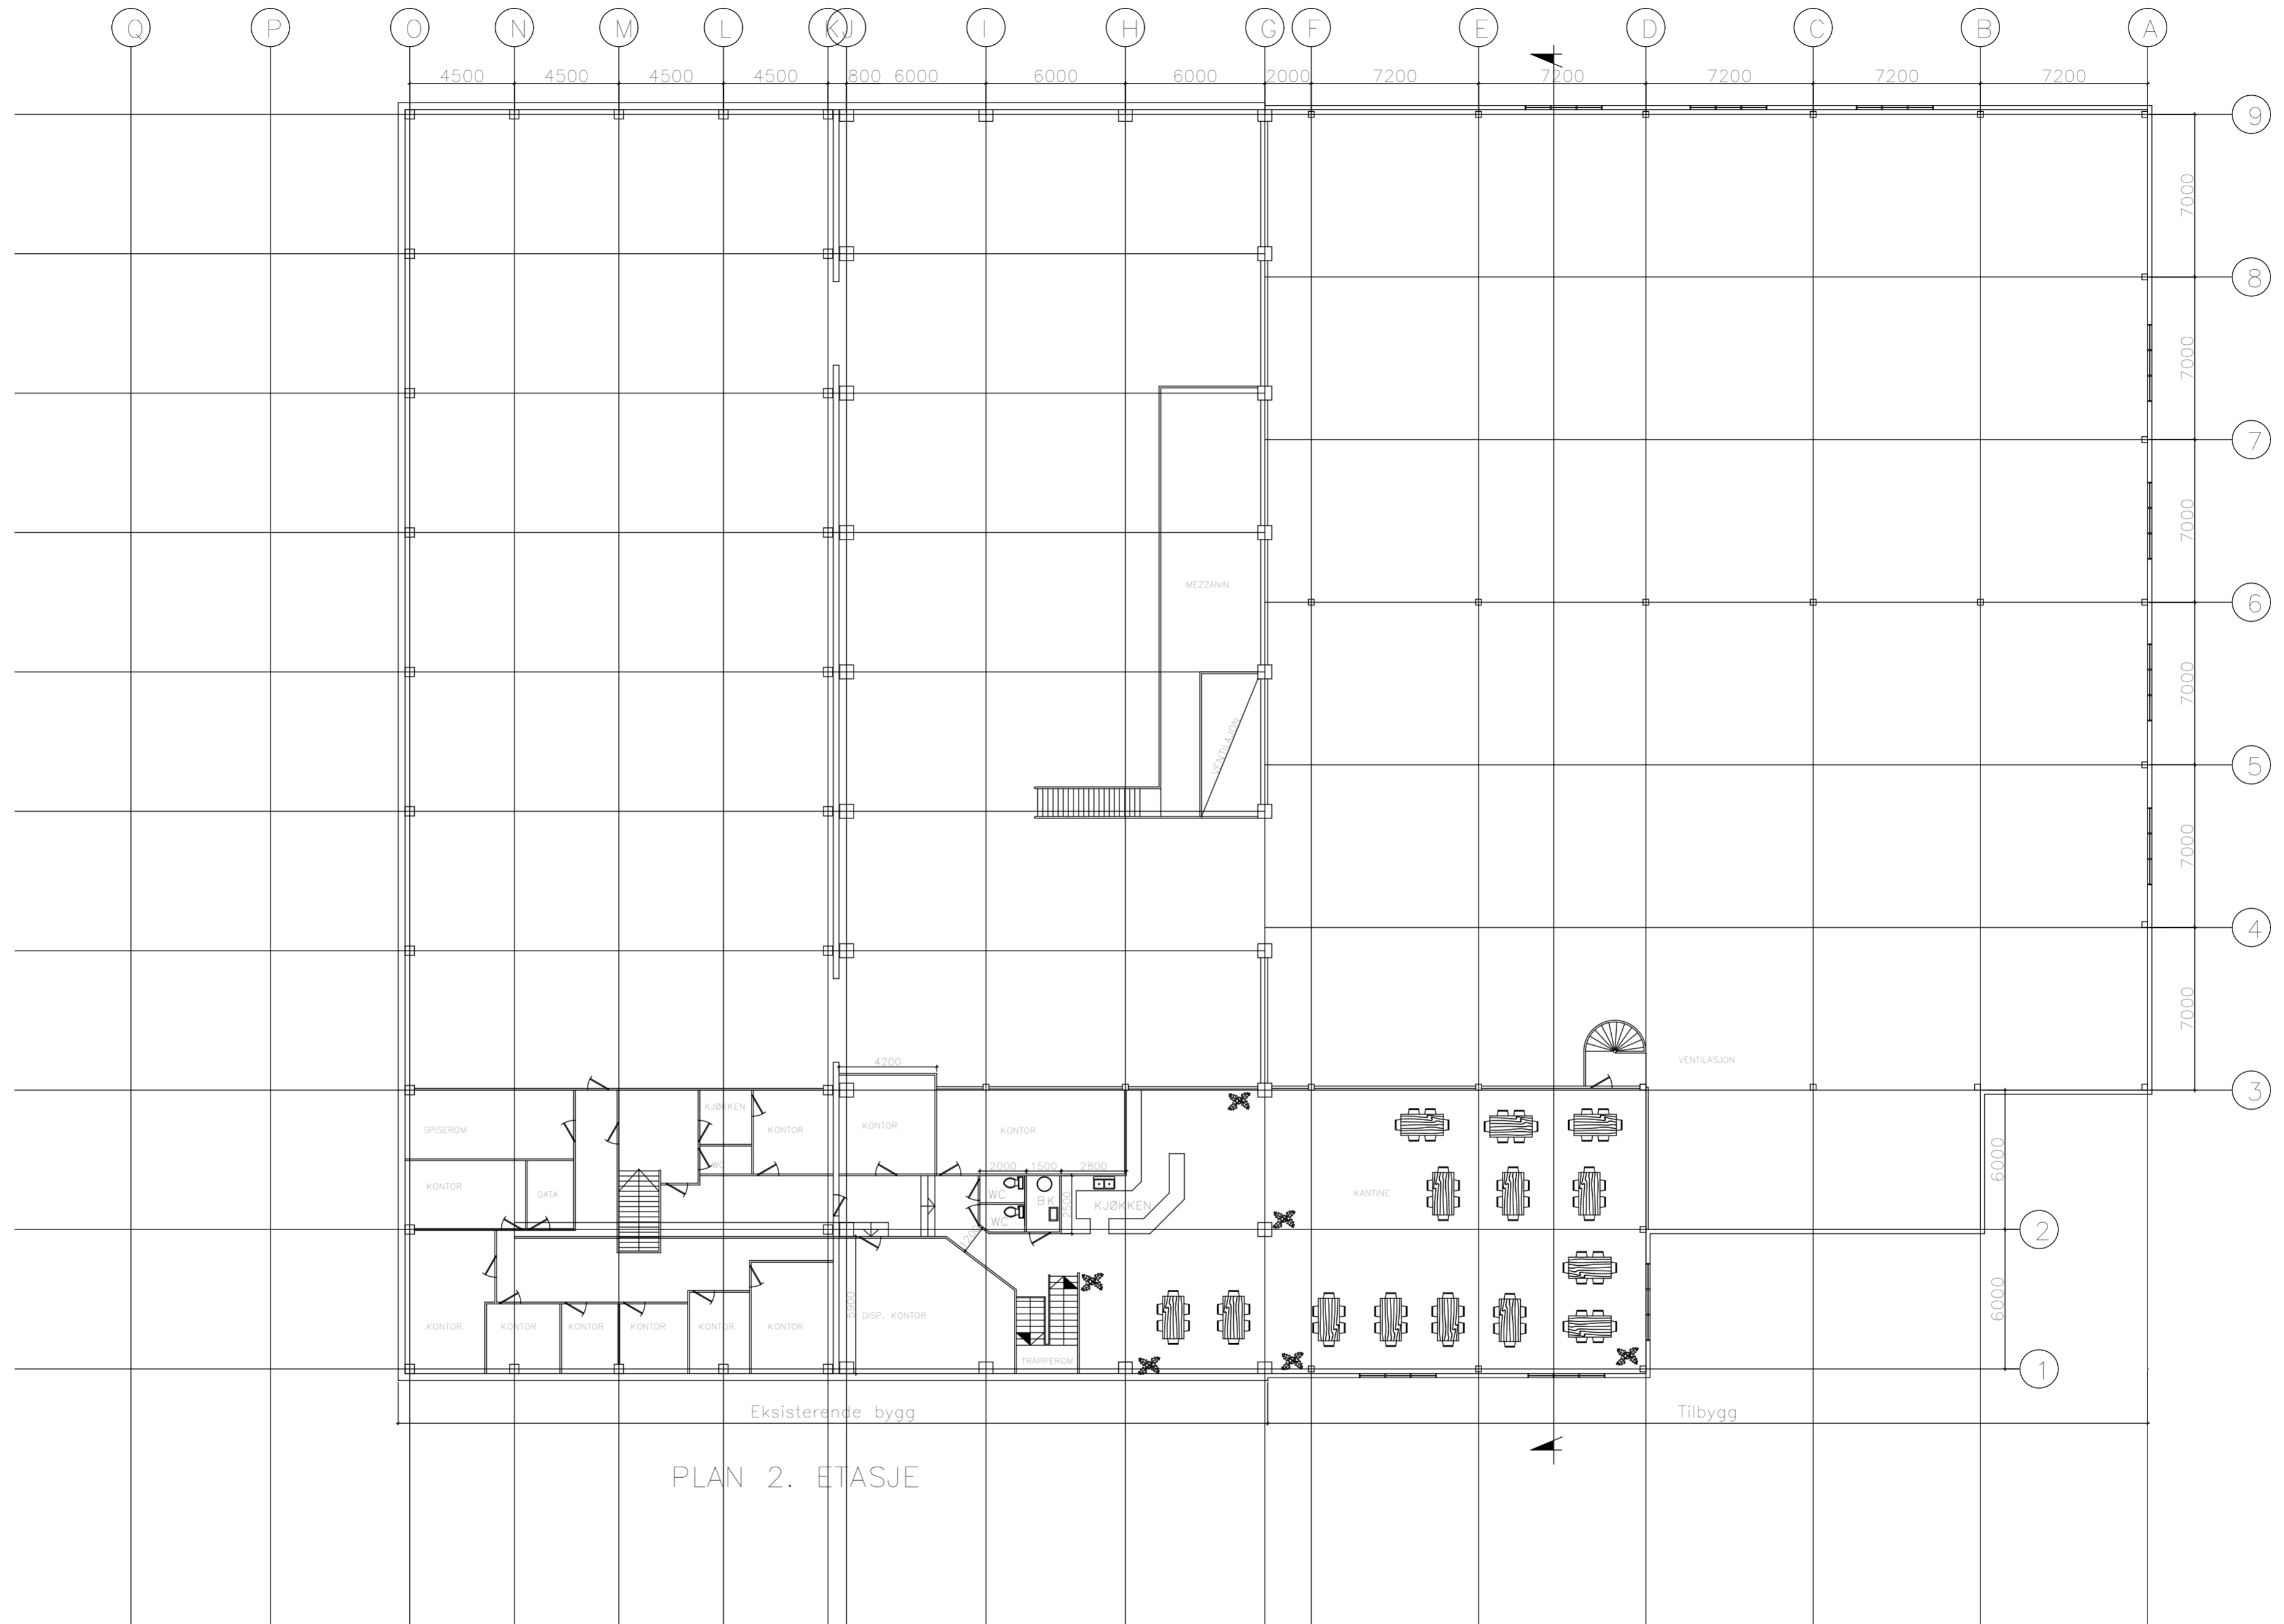 Q P O N M L K J I H G F E D C B A
4500 4500 4500 4500 800 6000 6000 6000 2000 7200 7200 7200 7200 7200
9
7000
8
7000
7
7000
MEZZANIN
6
7000
VENTILASJON
5
7000
4
7000
4200
VENTILASJON
3
KJØKKEN
SPISEROM
KONTOR
KONTOR
KONTOR
6000
WC
2000 1500 2800
KONTOR
DATA
WC
BK
2500
KJØKKEN
KANTINE
WC
2
1200
6000
5900
DISP. KONTOR
KONTOR KONTOR KONTOR KONTOR KONTOR KONTOR
TRAPPEROM
1
Eksisterende bygg
Tilbygg
PLAN 2. ETASJE